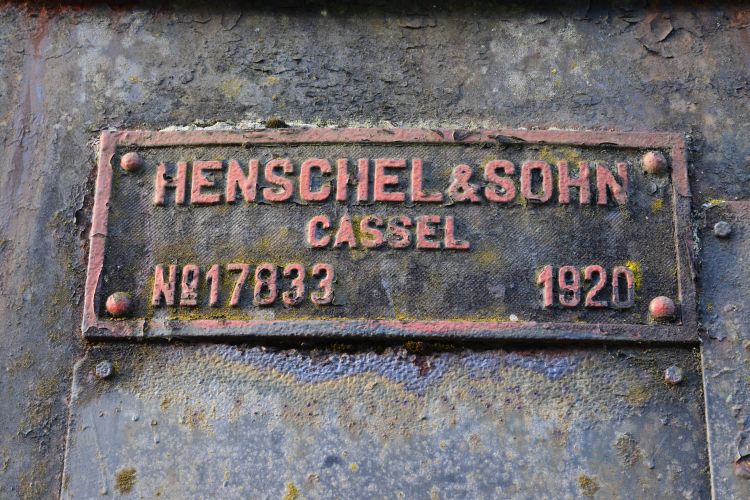 HENSCHEL & SOHN
CASSEL
№ 17833 1920